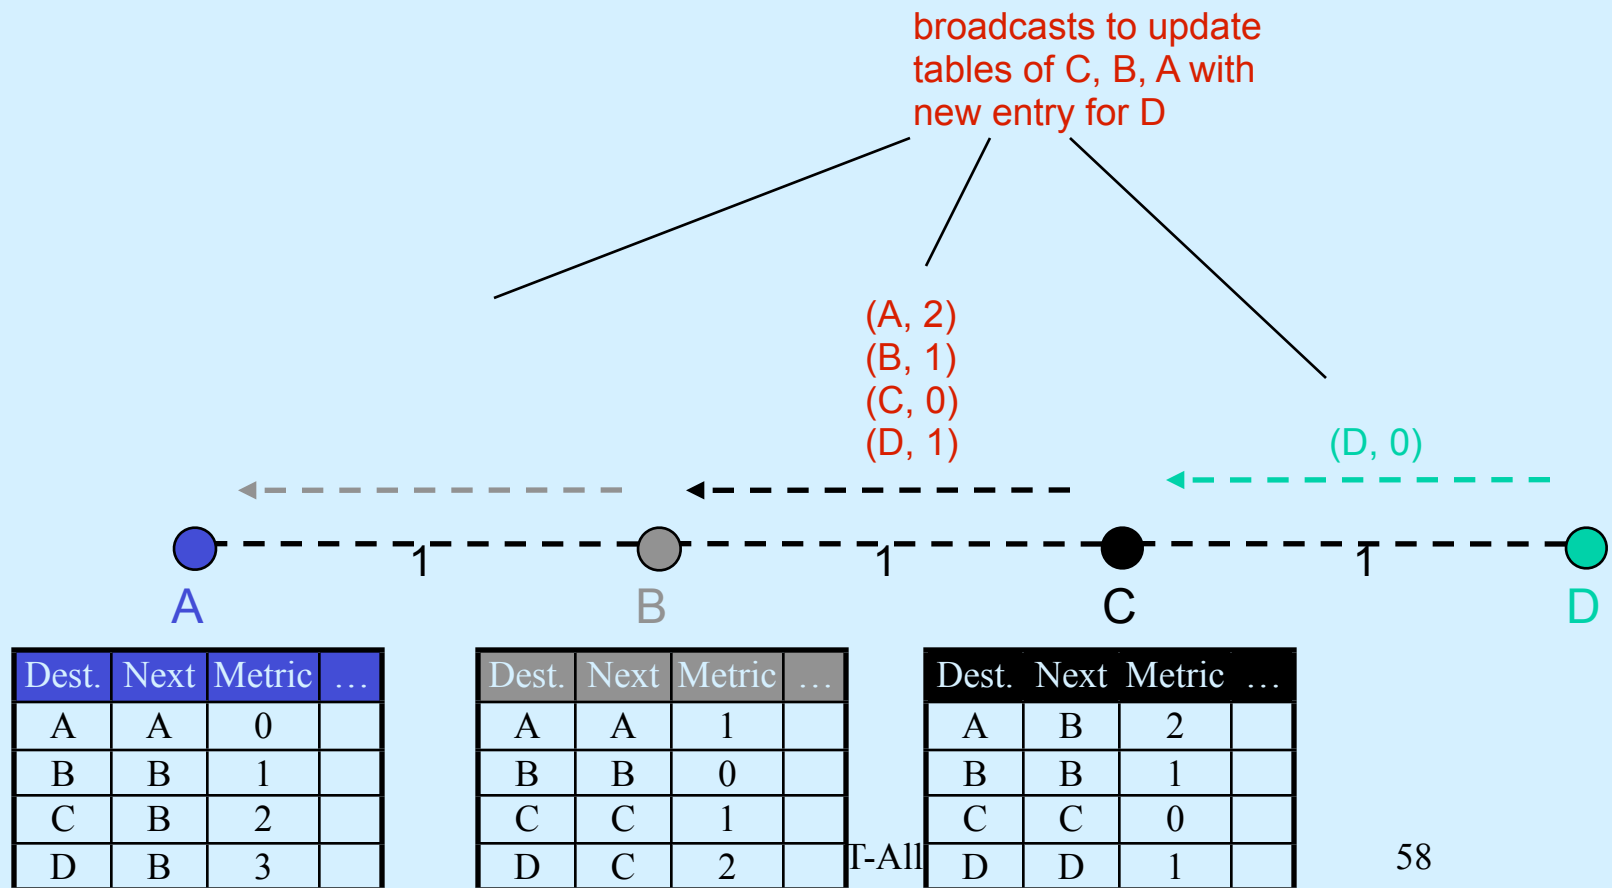 broadcasts to update
tables of C, B, A with
new entry for D
(A, 2)
(B, 1)
(C, 0)
(D, 1)
(D, 0)
1 1 1
A B C D
Dest. Next Metric …
A A 0
B B 1
C B 2
D B 3
Dest. Next Metric …
A A 1
B B 0
C C 1
D C 2
T-All
Dest. Next Metric …
A B 2
B B 1
C C 0
D D 1
58